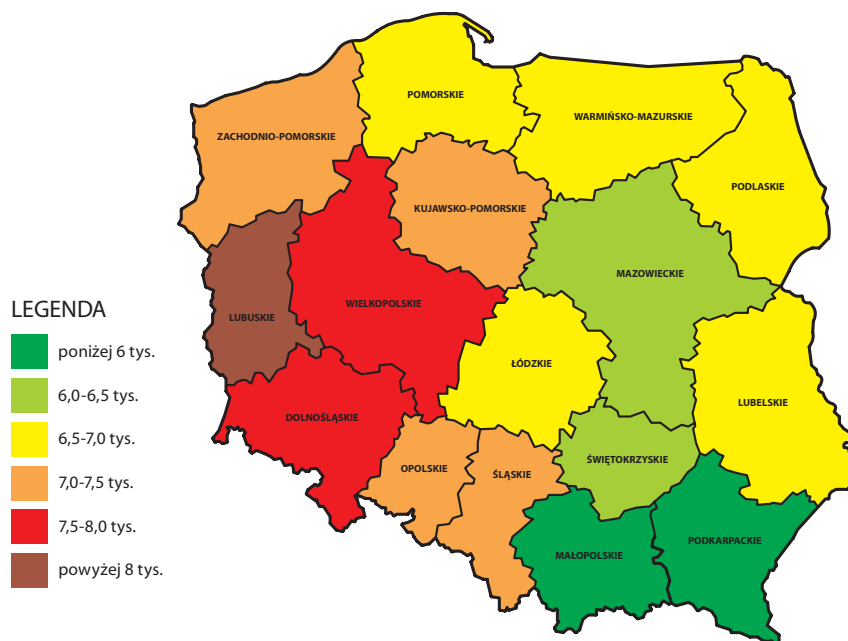 POMORSKIE
WARMIŃSKO-MAZURSKIE
ZACHODNIO-POMORSKIE
PODLASKIE
KUJAWSKO-POMORSKIE
MAZOWIECKIE
WIELKOPOLSKIE
LUBUSKIE
ŁÓDZKIE
LUBELSKIE
DOLNOŚLĄSKIE
OPOLSKIE
ŚLĄSKIE
ŚWIĘTOKRZYSKIE
MAŁOPOLSKIE
PODKARPACKIE
LEGENDA
poniżej 6 tys.
6,0-6,5 tys.
6,5-7,0 tys.
7,0-7,5 tys.
7,5-8,0 tys.
powyżej 8 tys.